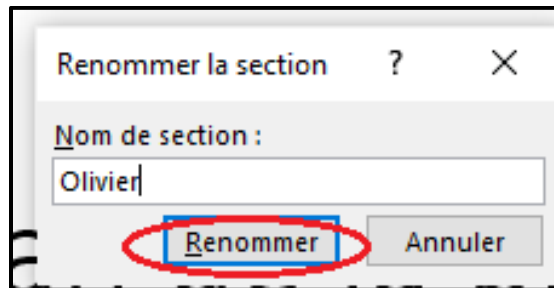 Renommer la section ? ×
Nom de section :
Olivier
Renommer Annuler